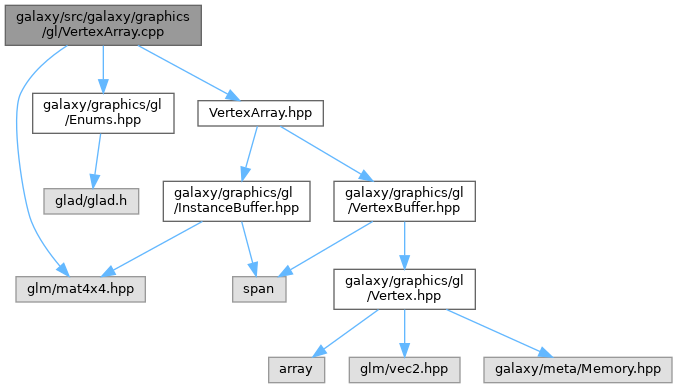 galaxy/src/galaxy/graphics
/gl/VertexArray.cpp
galaxy/graphics/gl
/Enums.hpp
VertexArray.hpp
glad/glad.h
galaxy/graphics/gl
/InstanceBuffer.hpp
galaxy/graphics/gl
/VertexBuffer.hpp
glm/mat4x4.hpp
span
galaxy/graphics/gl
/Vertex.hpp
array
glm/vec2.hpp
galaxy/meta/Memory.hpp